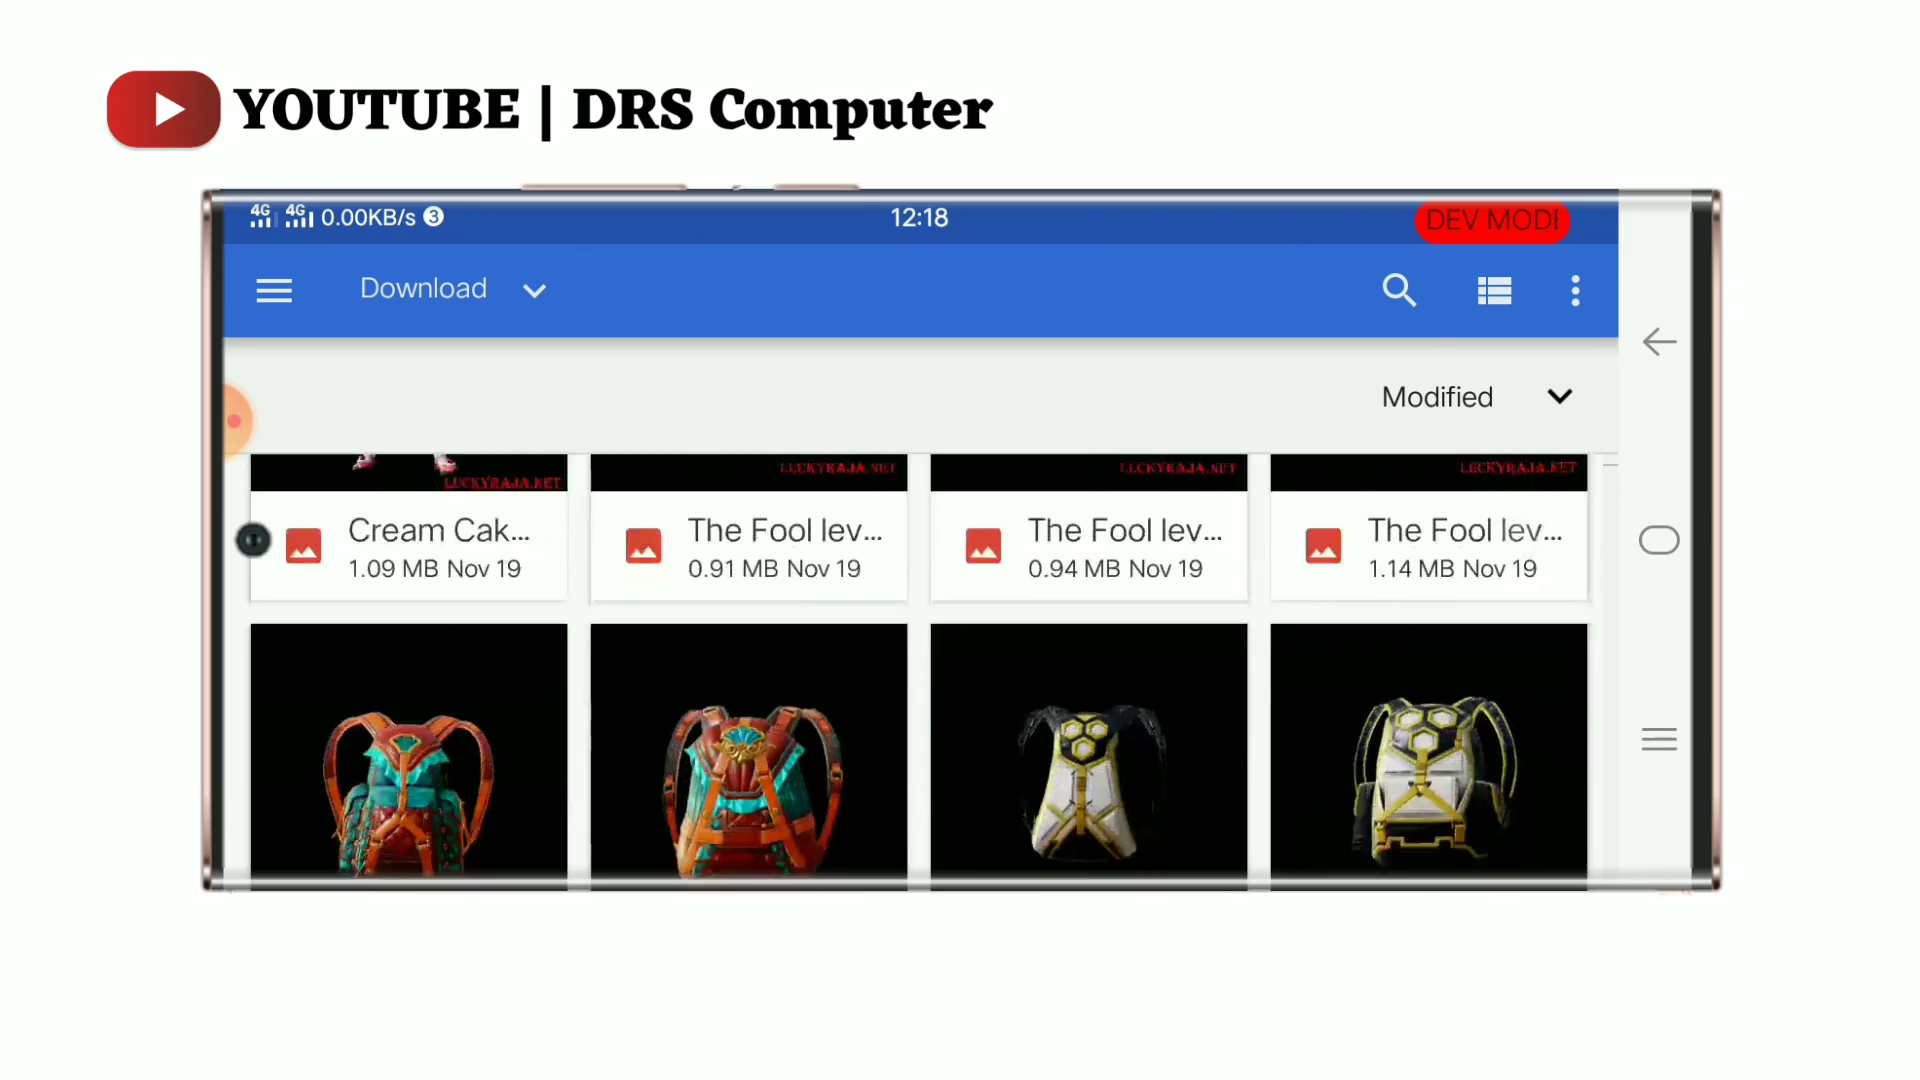 YOUTUBE | DRS Computer
4G 4G 0.00KB/s 3
12:18
DEV MODE
Download
Modified
LUCKYRAJA.NET
LUCKYRAJA.NET
LUCKYRAJA.NET
LUCKYRAJA.NET
Cream Cak...
1.09 MB Nov 19
The Fool lev...
0.91 MB Nov 19
The Fool lev...
0.94 MB Nov 19
The Fool lev...
1.14 MB Nov 19